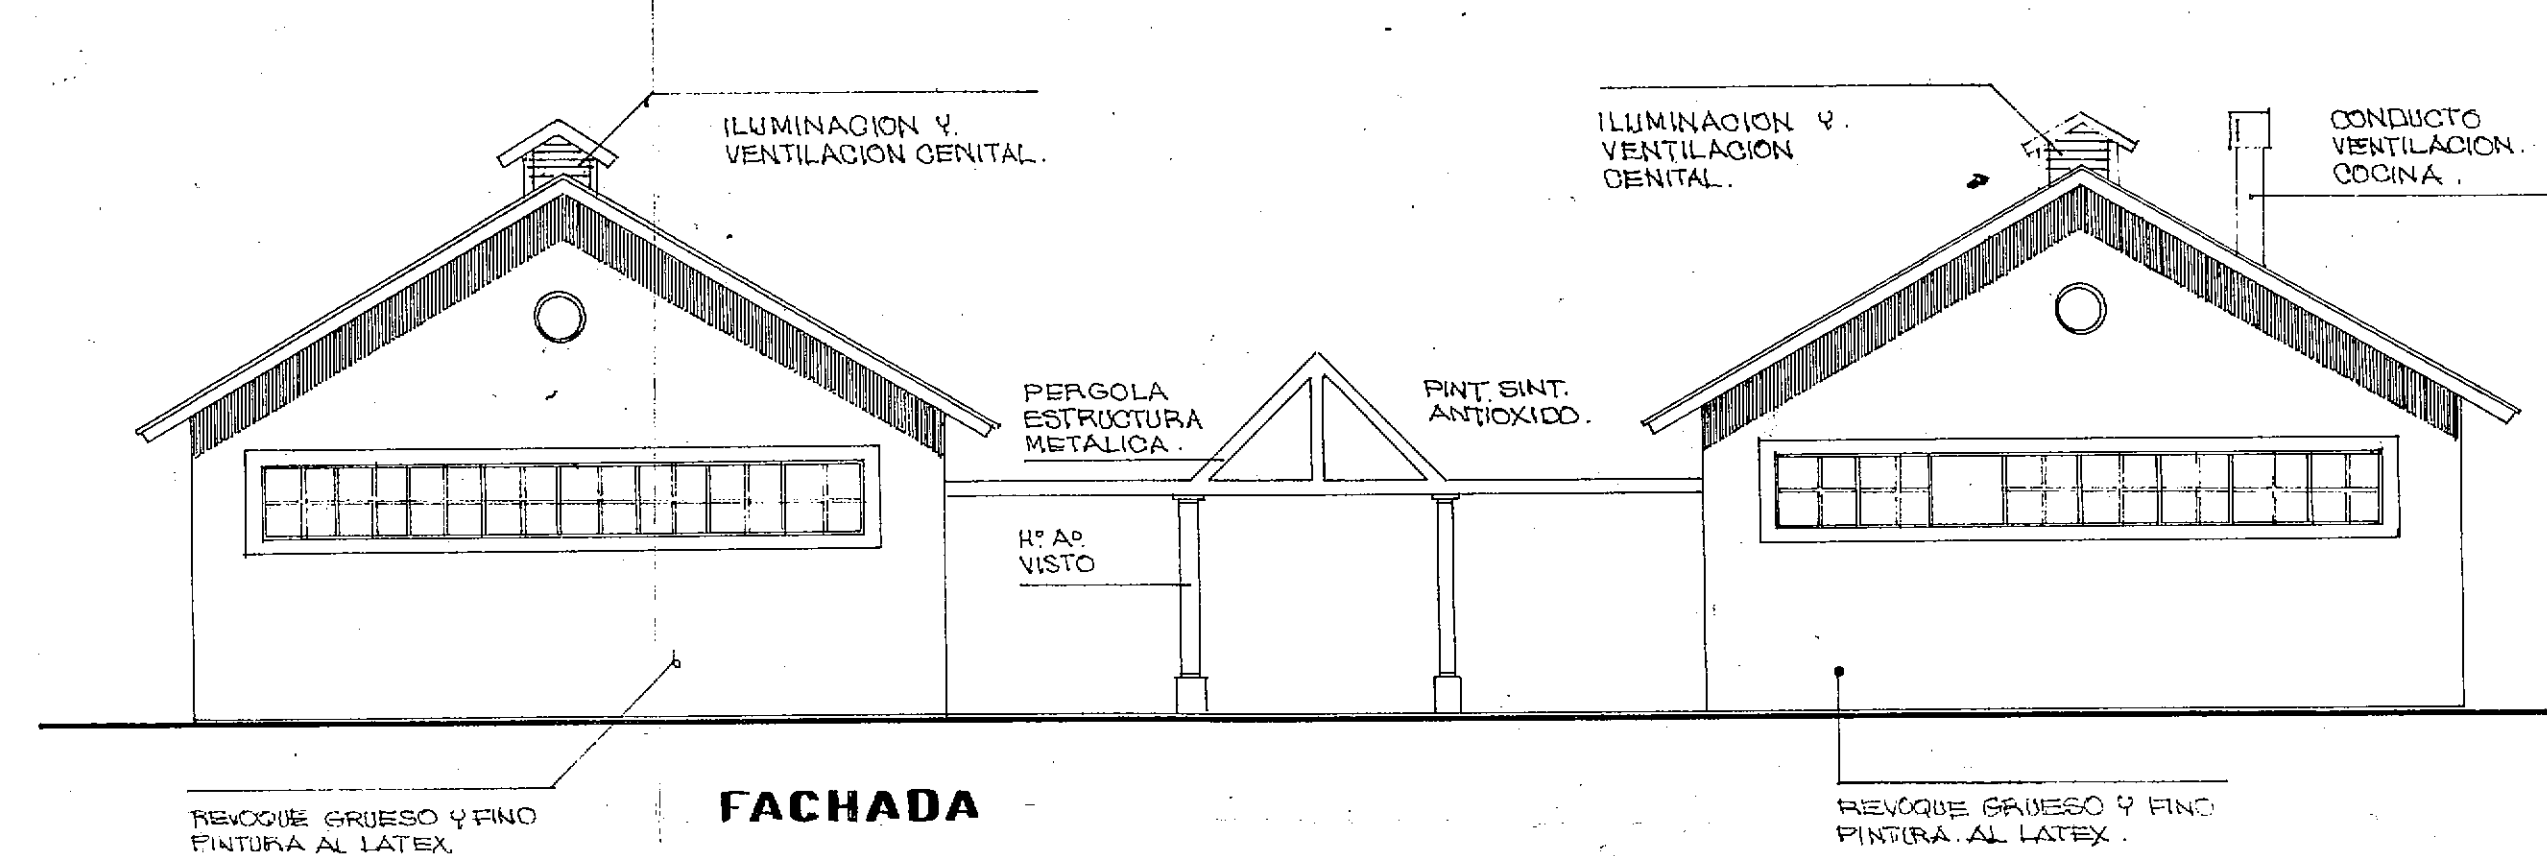 ILUMINACION Y.
VENTILACION CENITAL.
ILUMINACION Y.
VENTILACION
CENITAL.
CONDUCTO
VENTILACION.
COCINA.
PERGOLA
ESTRUCTURA
METALICA.
PINT. SINT.
ANTIOXIDO.
Hº Aº
VISTO
REVOQUE GRUESO Y FINO
PINTURA AL LATEX
FACHADA
REVOQUE GRUESO Y FINO
PINTURA. AL LATEX.